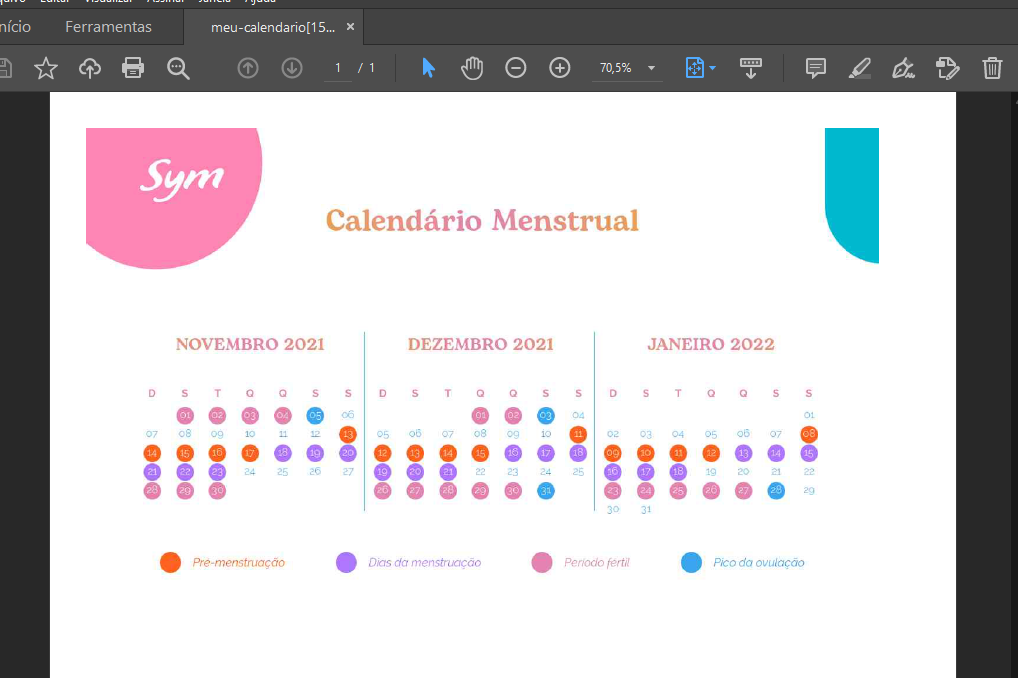 Editar Visualizar Assinar Janela Ajuda
Ferramentas meu-calendario[15... ×
1 / 1 70,5%
Sym
Calendário Menstrual
NOVEMBRO 2021
D S T Q Q S S
01 02 03 04 05 06
07 08 09 10 11 12 13
14 15 16 17 18 19 20
21 22 23 24 25 26 27
28 29 30
DEZEMBRO 2021
D S T Q Q S S
01 02 03 04
05 06 07 08 09 10 11
12 13 14 15 16 17 18
19 20 21 22 23 24 25
26 27 28 29 30 31
JANEIRO 2022
D S T Q Q S S
01
02 03 04 05 06 07 08
09 10 11 12 13 14 15
16 17 18 19 20 21 22
23 24 25 26 27 28 29
30 31
Pré-menstruação Dias da menstruação Período fértil Pico da ovulação